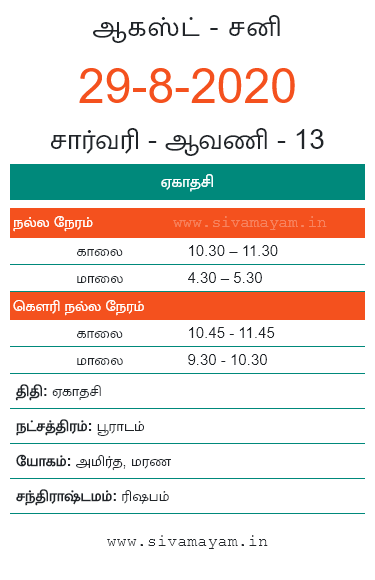 ஆகஸ்ட் - சனி
29-8-2020
சார்வரி - ஆவணி - 13
ஏகாதசி
நல்ல நேரம் www.sivamayam.in
காலை 10.30 – 11.30
மாலை 4.30 – 5.30
கௌரி நல்ல நேரம்
காலை 10.45 - 11.45
மாலை 9.30 - 10.30
திதி: ஏகாதசி
நட்சத்திரம்: பூராடம்
யோகம்: அமிர்த, மரண
சந்திராஷ்டமம்: ரிஷபம்
www.sivamayam.in